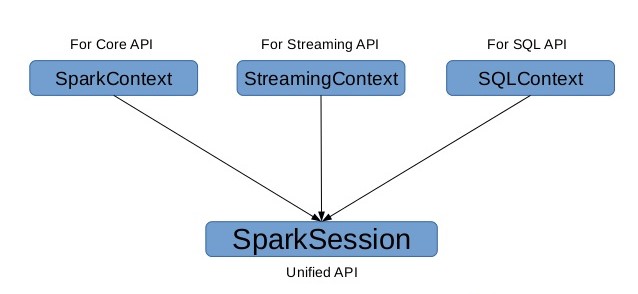 For Core API
For Streaming API
For SQL API
SparkContext
StreamingContext
SQLContext
SparkSession
Unified API